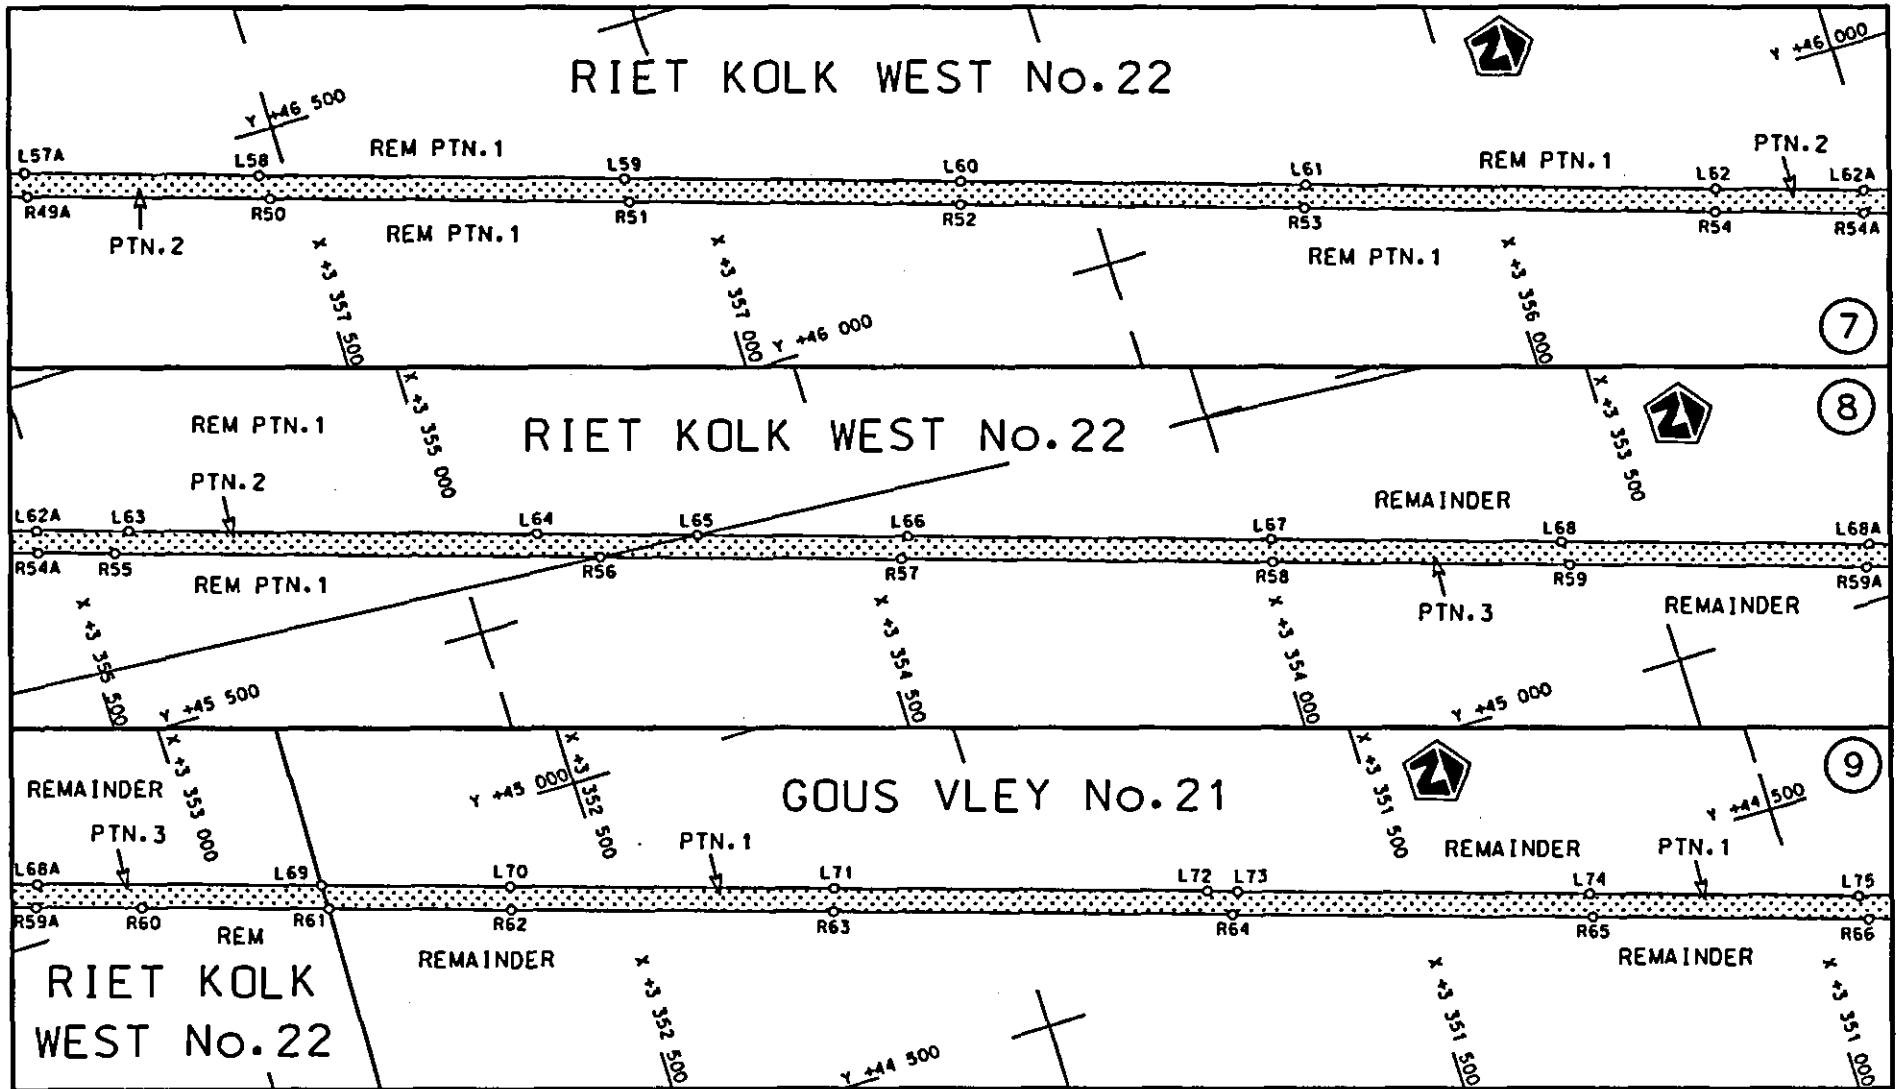 RIET KOLK WEST No.22
Y +46 000
Y +46 500
L57A
L58
REM PTN.1
L59
L60
L61
REM PTN.1
L62
PTN.2
L62A
R49A
PTN.2
R50
REM PTN.1
R51
R52
R53
REM PTN.1
R54
R54A
X +3 357 500
X +3 357 000
Y +46 000
X +3 356 000
7
REM PTN.1
X +3 355 000
RIET KOLK WEST No.22
X +3 353 500
8
PTN.2
REMAINDER
L62A
L63
L64
L65
L66
L67
L68
L68A
R54A
R55
REM PTN.1
R56
R57
R58
R59
R59A
PTN.3
REMAINDER
X +3 355 500
Y +45 500
X +3 354 500
X +3 354 000
Y +45 000
REMAINDER
X +3 353 000
Y +45 000
X +3 352 500
GOUS VLEY No.21
X +3 351 500
Y +44 500
9
PTN.3
PTN.1
REMAINDER
PTN.1
L68A
L69
L70
L71
L72
L73
L74
L75
R59A
R60
REM
R61
R62
R63
R64
R65
R66
REMAINDER
REMAINDER
RIET KOLK
WEST No.22
X +3 352 500
Y +44 500
X +3 351 500
X +3 351 000